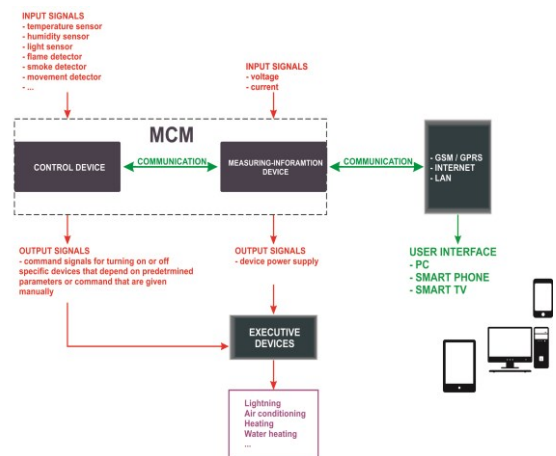 INPUT SIGNALS
- temperature sensor
- humidity sensor
- light sensor
- flame detector
- smoke detector
- movement detector
- ...
INPUT SIGNALS
- voltage
- current
MCM
CONTROL DEVICE
COMMUNICATION
MEASURING-INFORAMTION
DEVICE
COMMUNICATION
- GSM / GPRS
- INTERNET
- LAN
OUTPUT SIGNALS
- command signals for turning on or off
specific devices that depend on predetrmined
parameters or command that are given
manually
OUTPUT SIGNALS
- device power supply
USER INTERFACE
- PC
- SMART PHONE
- SMART TV
EXECUTIVE
DEVICES
Lightning
Air conditioning
Heating
Water heating
...